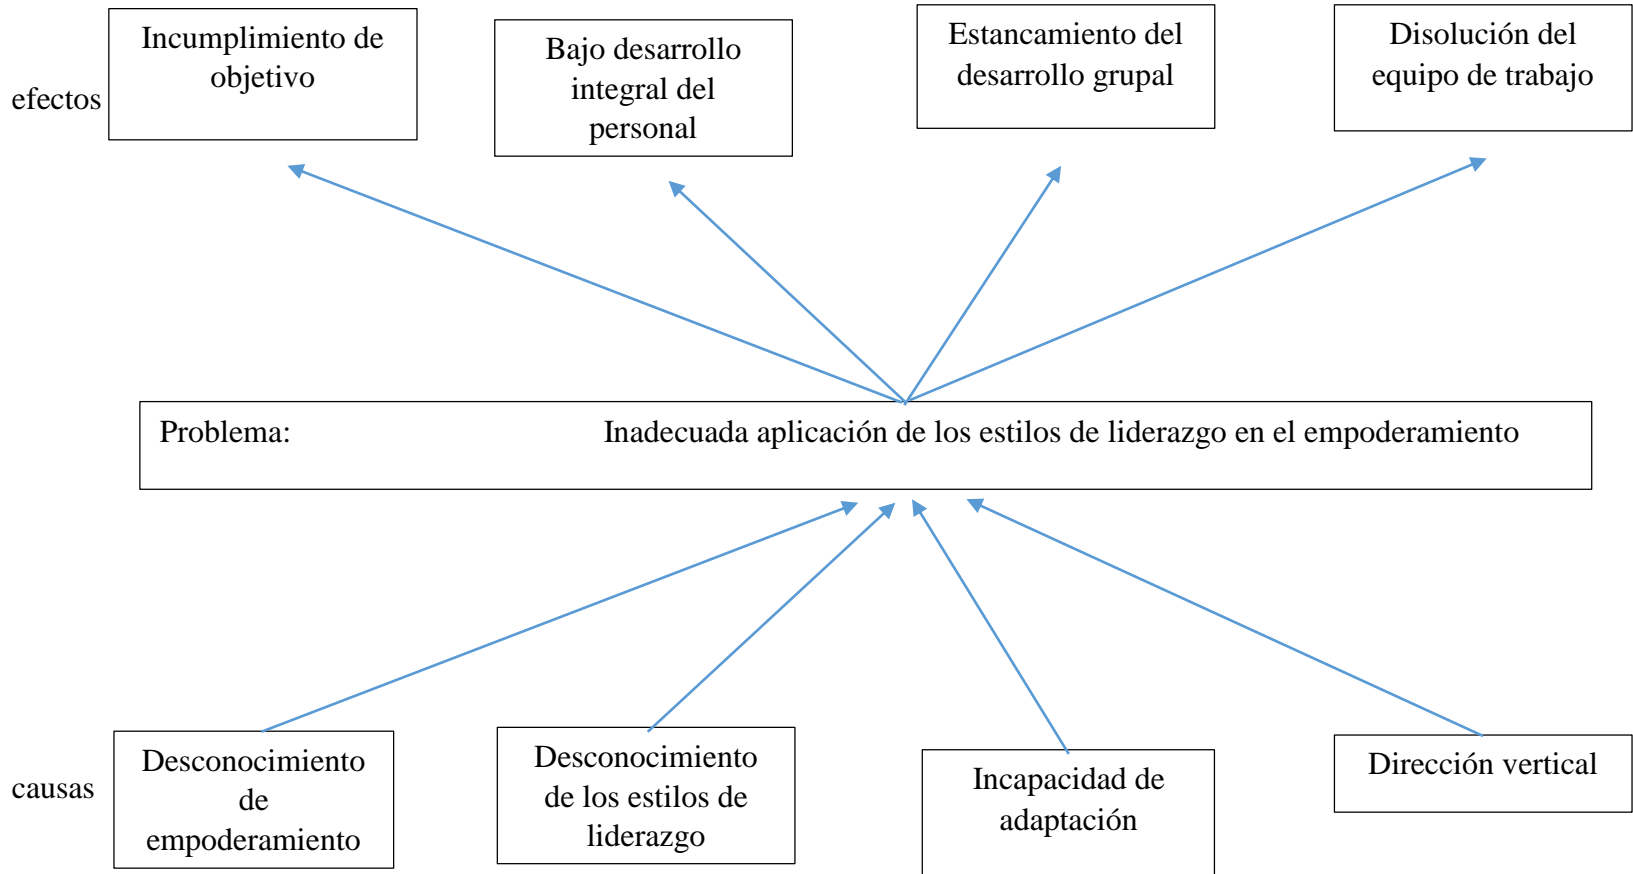 efectos
Incumplimiento de
objetivo
Bajo desarrollo
integral del
personal
Estancamiento del
desarrollo grupal
Disolución del
equipo de trabajo
Problema: Inadecuada aplicación de los estilos de liderazgo en el empoderamiento
causas
Desconocimiento
de
empoderamiento
Desconocimiento
de los estilos de
liderazgo
Incapacidad de
adaptación
Dirección vertical